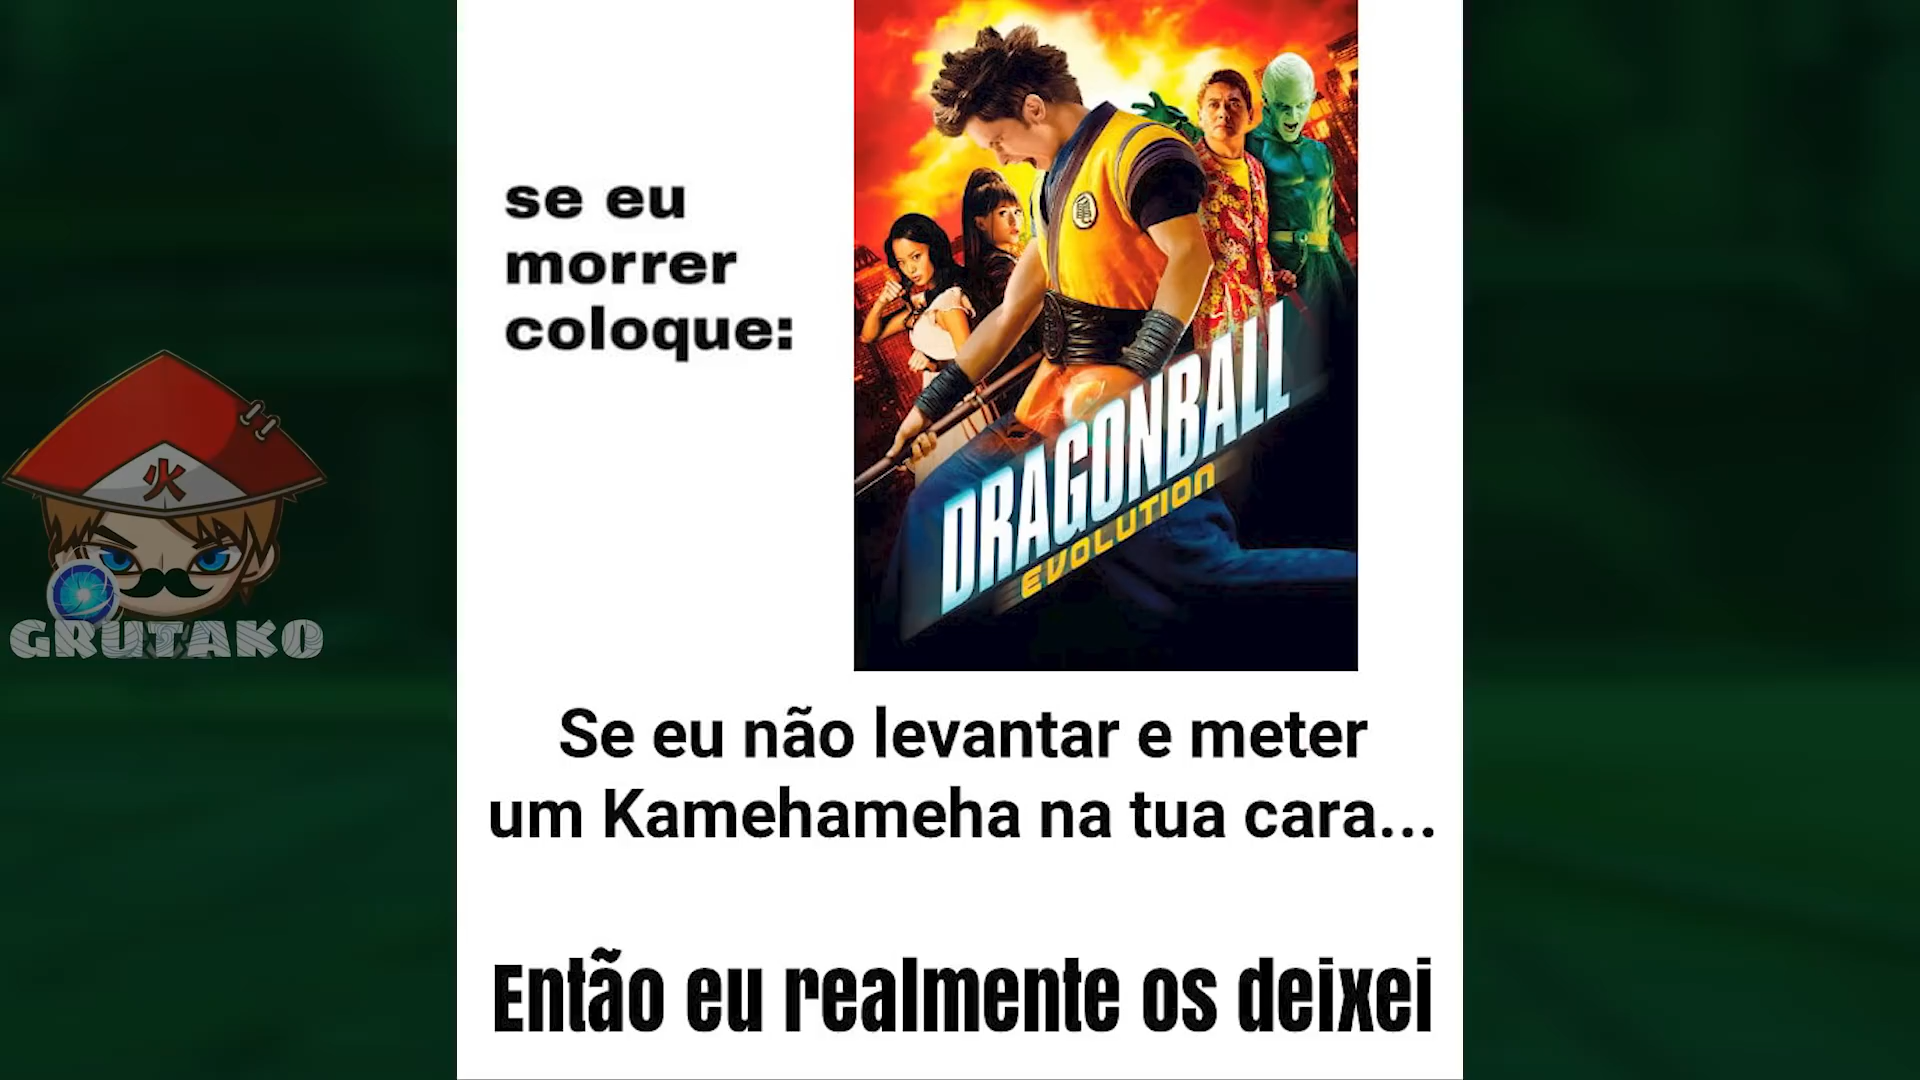 se eu
morrer
coloque:
DRAGONBALL
EVOLUTION
火
GRUTAKO
Se eu não levantar e meter
um Kamehameha na tua cara...
Então eu realmente os deixei